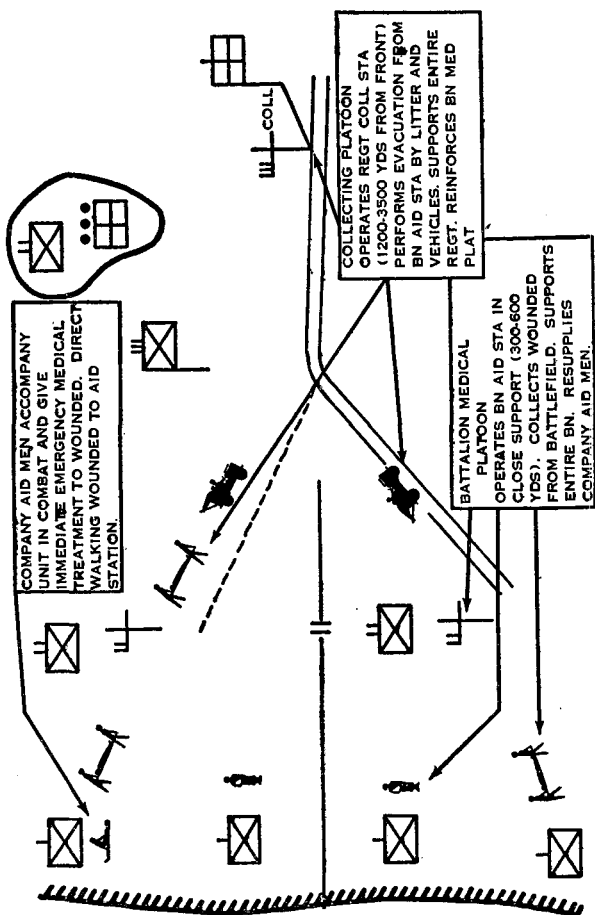 COMPANY AID MEN ACCOMPANY
UNIT IN COMBAT AND GIVE
IMMEDIATE EMERGENCY MEDICAL
TREATMENT TO WOUNDED. DIRECT
WALKING WOUNDED TO AID
STATION.
COLL
COLLECTING PLATOON
OPERATES REGT COLL STA
(1200-3500 YDS FROM FRONT)
PERFORMS EVACUATION FROM
BN AID STA BY LITTER AND
VEHICLES. SUPPORTS ENTIRE
REGT. REINFORCES BN MED
PLAT
BATTALION MEDICAL
PLATOON
OPERATES BN AID STA IN
CLOSE SUPPORT (300-600
YDS). COLLECTS WOUNDED
FROM BATTLEFIELD. SUPPORTS
ENTIRE BN. RESUPPLIES
COMPANY AID MEN.